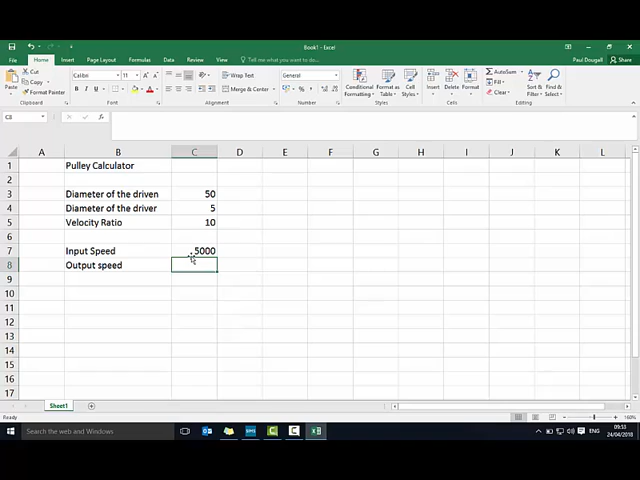 Book1 - Excel
Paul Dougall
Share
File
Home
Insert
Page Layout
Formulas
Data
Review
View
Help
Tell me what you want to do
Paste
Cut
Copy
Format Painter
Clipboard
Calibri
11
B I U
Font
Wrap Text
Merge & Center
Alignment
General
%
Number
Conditional Formatting
Format as Table
Cell Styles
Styles
Insert
Delete
Format
Cells
AutoSum
Fill
Clear
Sort & Filter
Find & Select
Editing
C8
fx
A B C D E F G H I J K L
1 Pulley Calculator
2
3 Diameter of the driven 50
4 Diameter of the driver 5
5 Velocity Ratio 10
6
7 Input Speed 5000
8 Output speed
9
10
11
12
13
14
15
16
17
Sheet1
Ready
160%
Search the web and Windows
ENG
09:13
24/04/2018